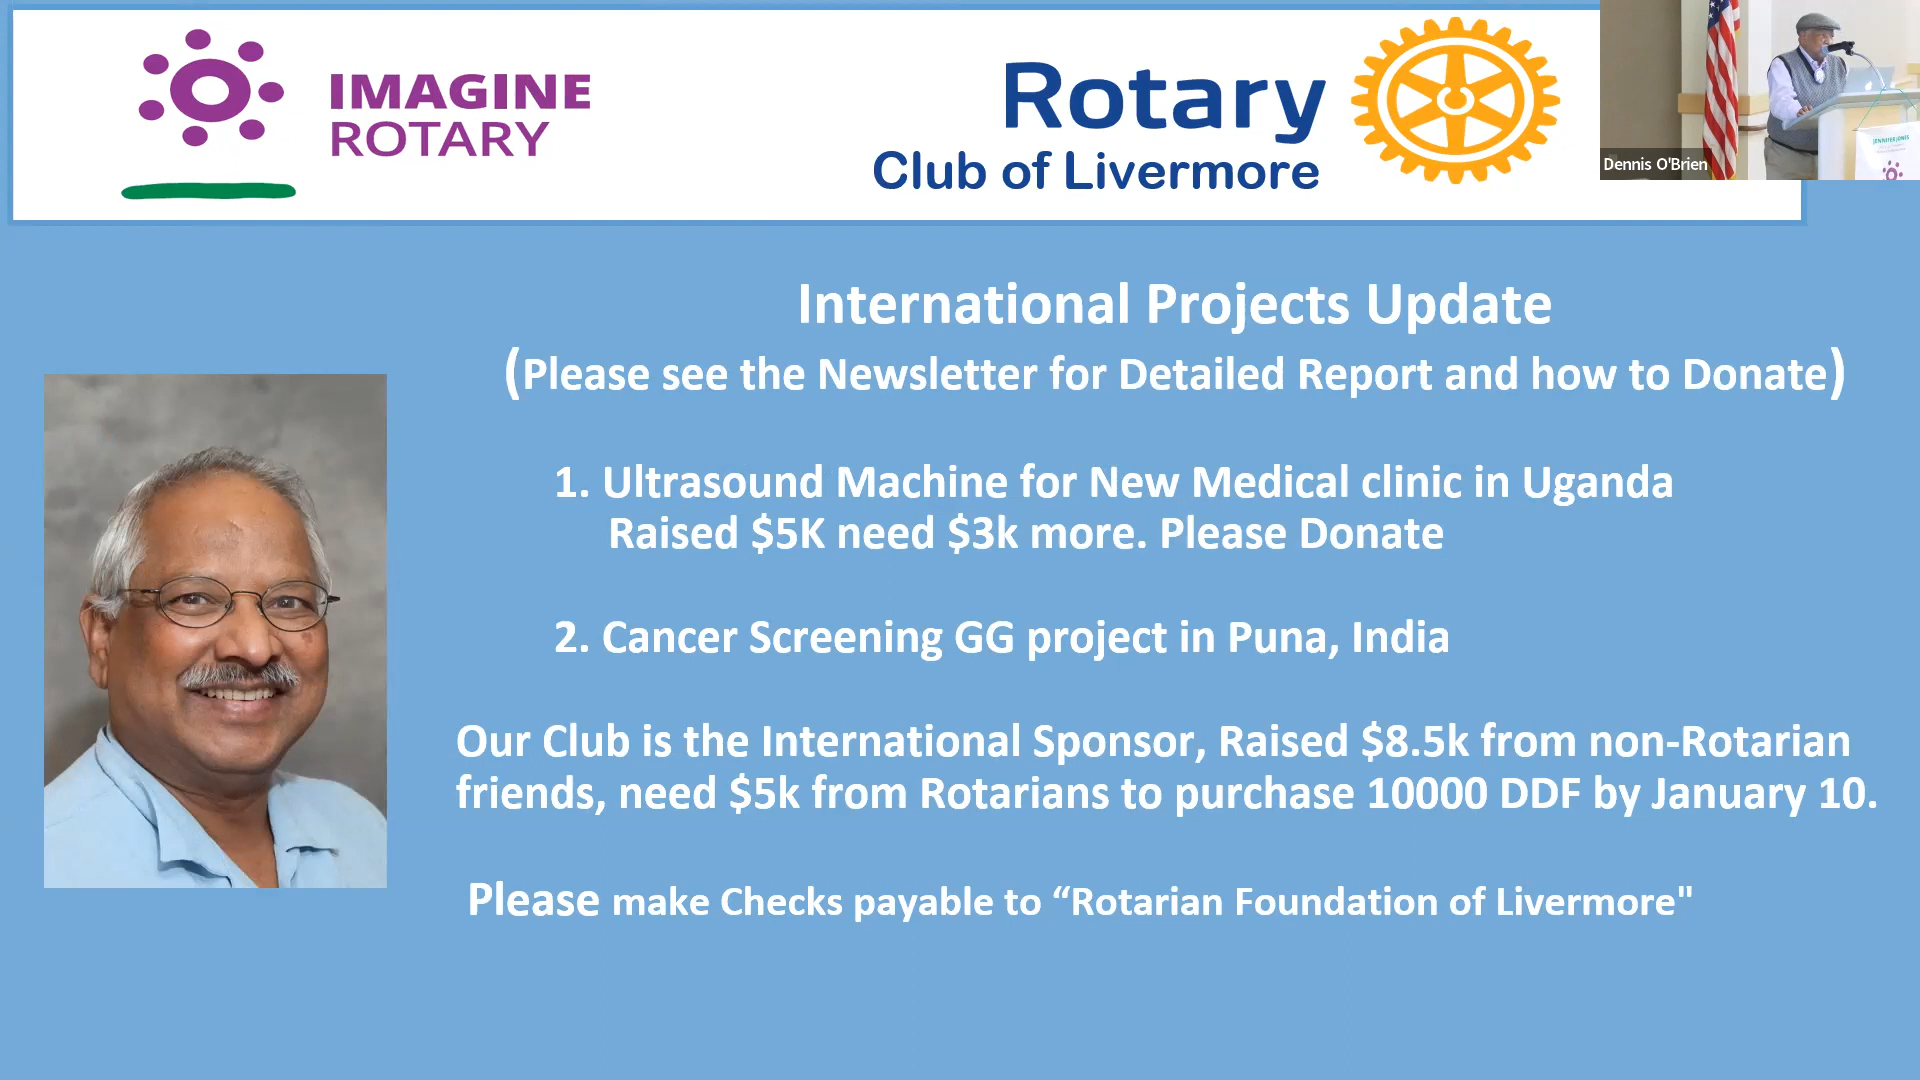 IMAGINE
ROTARY
Rotary
Club of Livermore
Dennis O'Brien
JENNIFER JONES
International Projects Update
(Please see the Newsletter for Detailed Report and how to Donate)
1. Ultrasound Machine for New Medical clinic in Uganda
Raised $5K need $3k more. Please Donate
2. Cancer Screening GG project in Puna, India
Our Club is the International Sponsor, Raised $8.5k from non-Rotarian
friends, need $5k from Rotarians to purchase 10000 DDF by January 10.
Please make Checks payable to “Rotarian Foundation of Livermore"